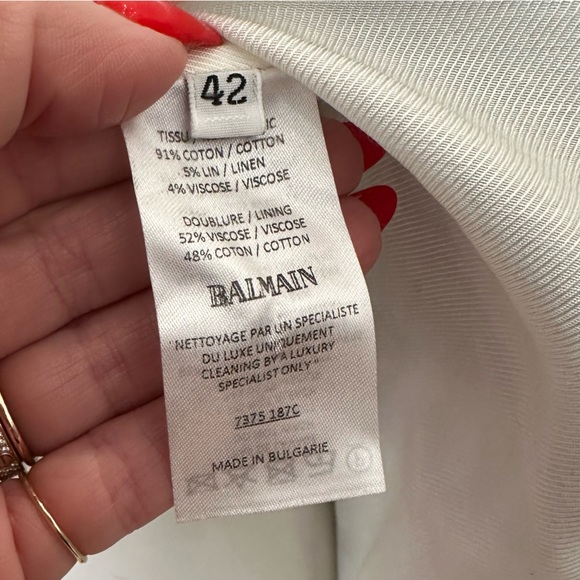 42
TISSU
91% COTON / COTTON
5% LIN / LINEN
4% VISCOSE / VISCOSE
DOUBLURE / LINING
52% VISCOSE / VISCOSE
48% COTON / COTTON
BALMAIN
"NETTOYAGE PAR UN SPECIALISTE
DU LUXE UNIQUEMENT
CLEANING BY A LUXURY
SPECIALIST ONLY"
7375 187C
MADE IN BULGARIE